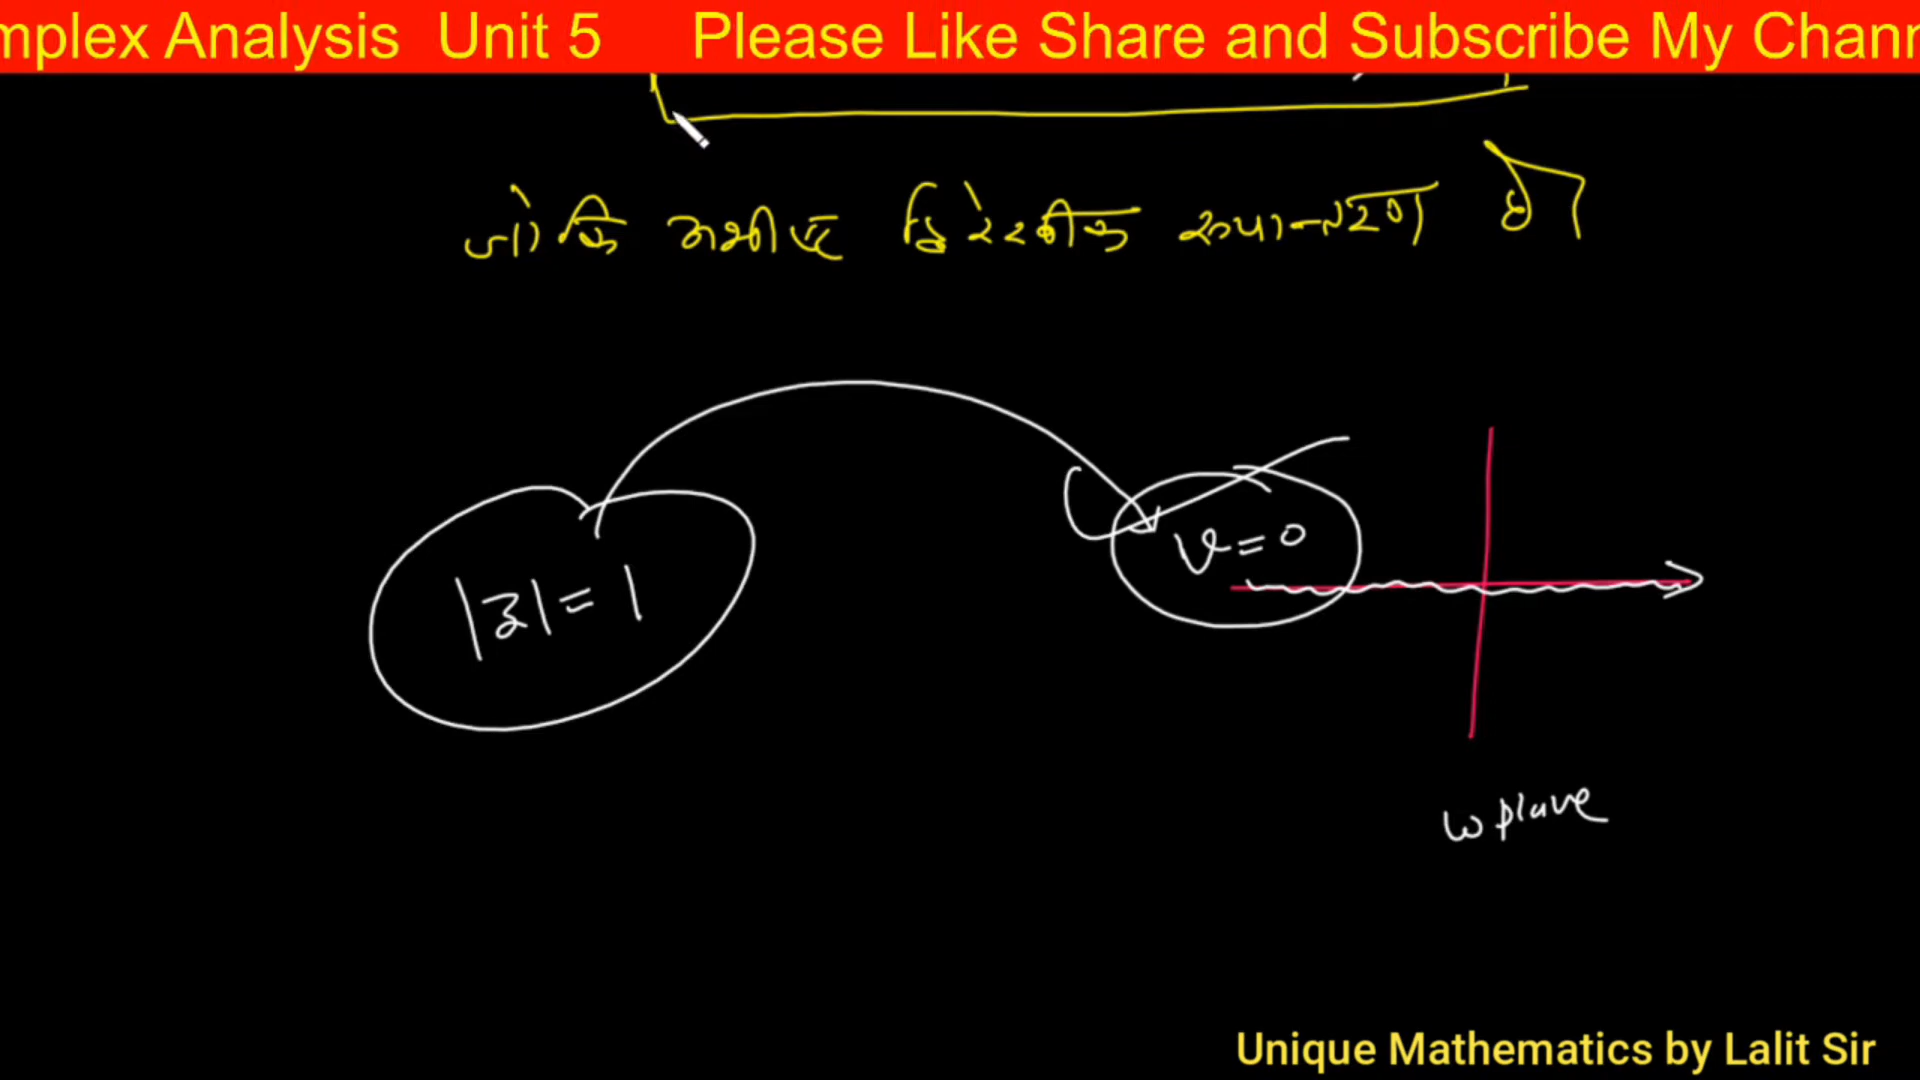 mplex Analysis Unit 5 Please Like Share and Subscribe My Chann
जो कि अभीष्ट द्विरेखीय रूपान्तरण है।
|z|=1
v=0
w plane
Unique Mathematics by Lalit Sir